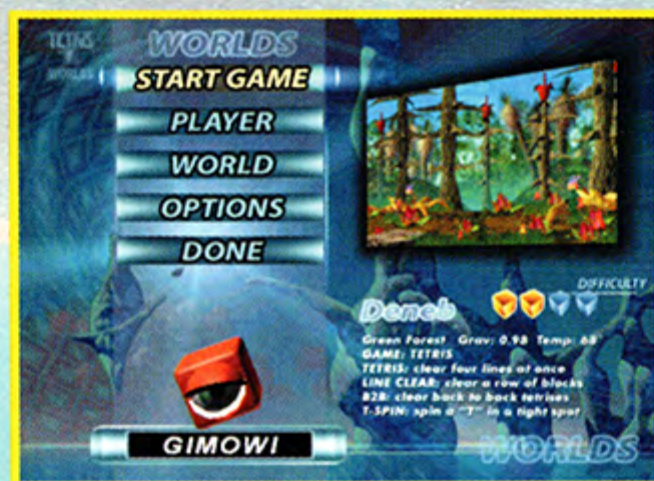 TETRIS
WORLDS
WORLDS
START GAME
PLAYER
WORLD
OPTIONS
DONE
GIMOWI
DIFFICULTY
Deneb
Green Forest Grav: 0.98 Temp: 68
GAME: TETRIS
TETRIS: clear four lines at once
LINE CLEAR: clear a row of blocks
B2B: clear back to back tetrises
T-SPIN: spin a "T" in a tight spot
WORLDS